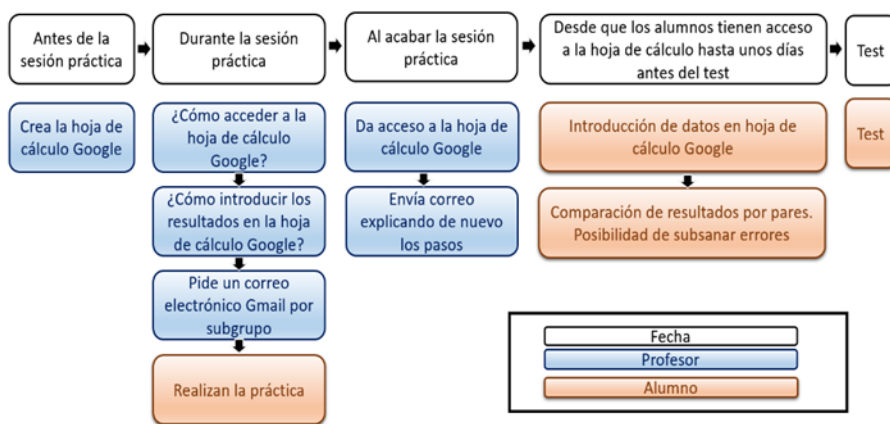 Antes de la
sesión práctica
Durante la sesión
práctica
Al acabar la sesión
práctica
Desde que los alumnos tienen acceso
a la hoja de cálculo hasta unos días
antes del test
Test
Crea la hoja de
cálculo Google
¿Cómo acceder a la
hoja de cálculo
Google?
¿Cómo introducir los
resultados en la hoja
de cálculo Google?
Pide un correo
electrónico Gmail por
subgrupo
Realizan la práctica
Da acceso a la hoja de
cálculo Google
Envía correo
explicando de nuevo
los pasos
Introducción de datos en hoja de
cálculo Google
Comparación de resultados por pares.
Posibilidad de subsanar errores
Test
Fecha
Profesor
Alumno